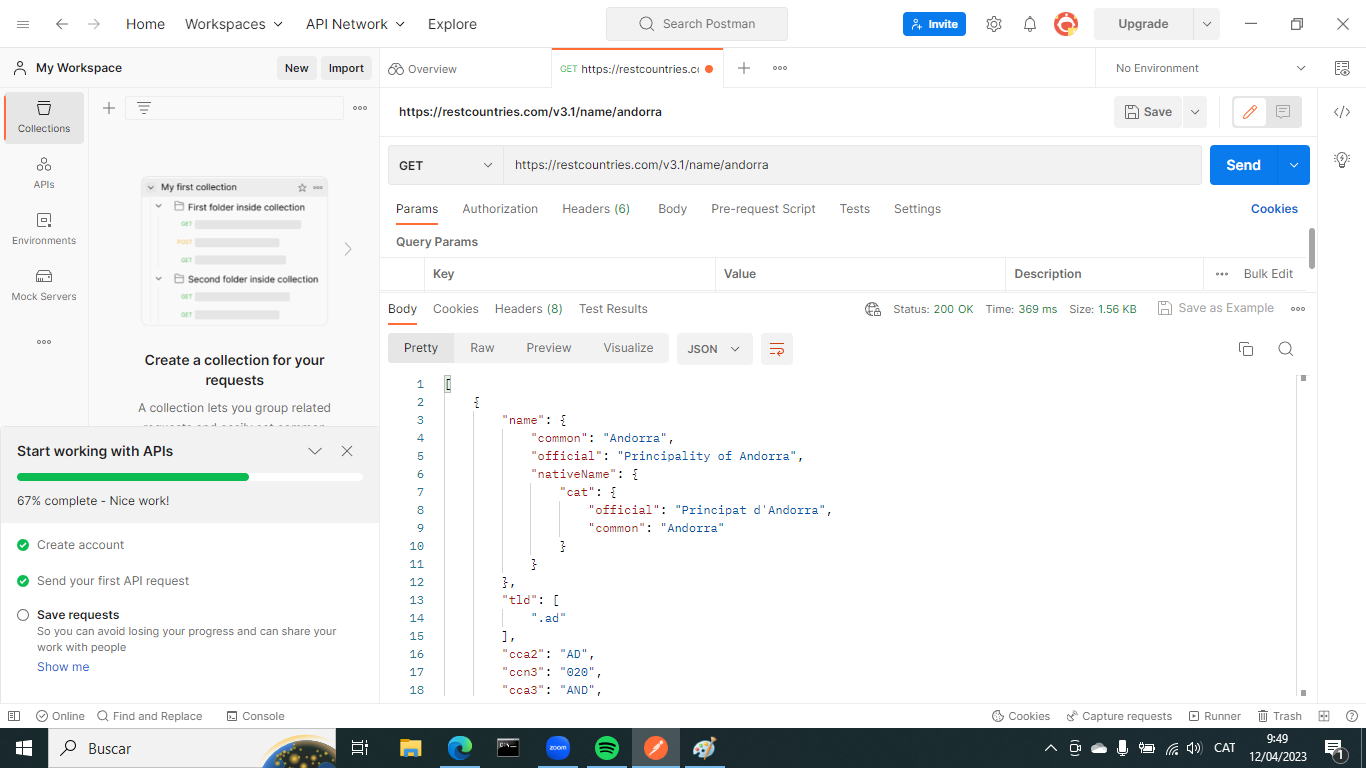 Home Workspaces API Network Explore Search Postman Invite Upgrade
My Workspace New Import Overview GET https://restcountries.co No Environment
Collections
APIs
Environments
Mock Servers
My first collection
First folder inside collection
GET
POST
GET
Second folder inside collection
GET
GET
Create a collection for your
requests
A collection lets you group related
Start working with APIs
67% complete - Nice work!
Create account
Send your first API request
Save requests
So you can avoid losing your progress and can share your
work with people
Show me
https://restcountries.com/v3.1/name/andorra Save
GET https://restcountries.com/v3.1/name/andorra Send
Params Authorization Headers (6) Body Pre-request Script Tests Settings Cookies
Query Params
Key Value Description Bulk Edit
Body Cookies Headers (8) Test Results Status: 200 OK Time: 369 ms Size: 1.56 KB Save as Example
Pretty Raw Preview Visualize JSON
1 [
2 {
3 "name": {
4 "common": "Andorra",
5 "official": "Principality of Andorra",
6 "nativeName": {
7 "cat": {
8 "official": "Principat d'Andorra",
9 "common": "Andorra"
10 }
11 }
12 },
13 "tld": [
14 ".ad"
15 ],
16 "cca2": "AD",
17 "ccn3": "020",
18 "cca3": "AND",
Online Find and Replace Console Cookies Capture requests Runner Trash
Buscar zoom CAT 9:49
12/04/2023 1